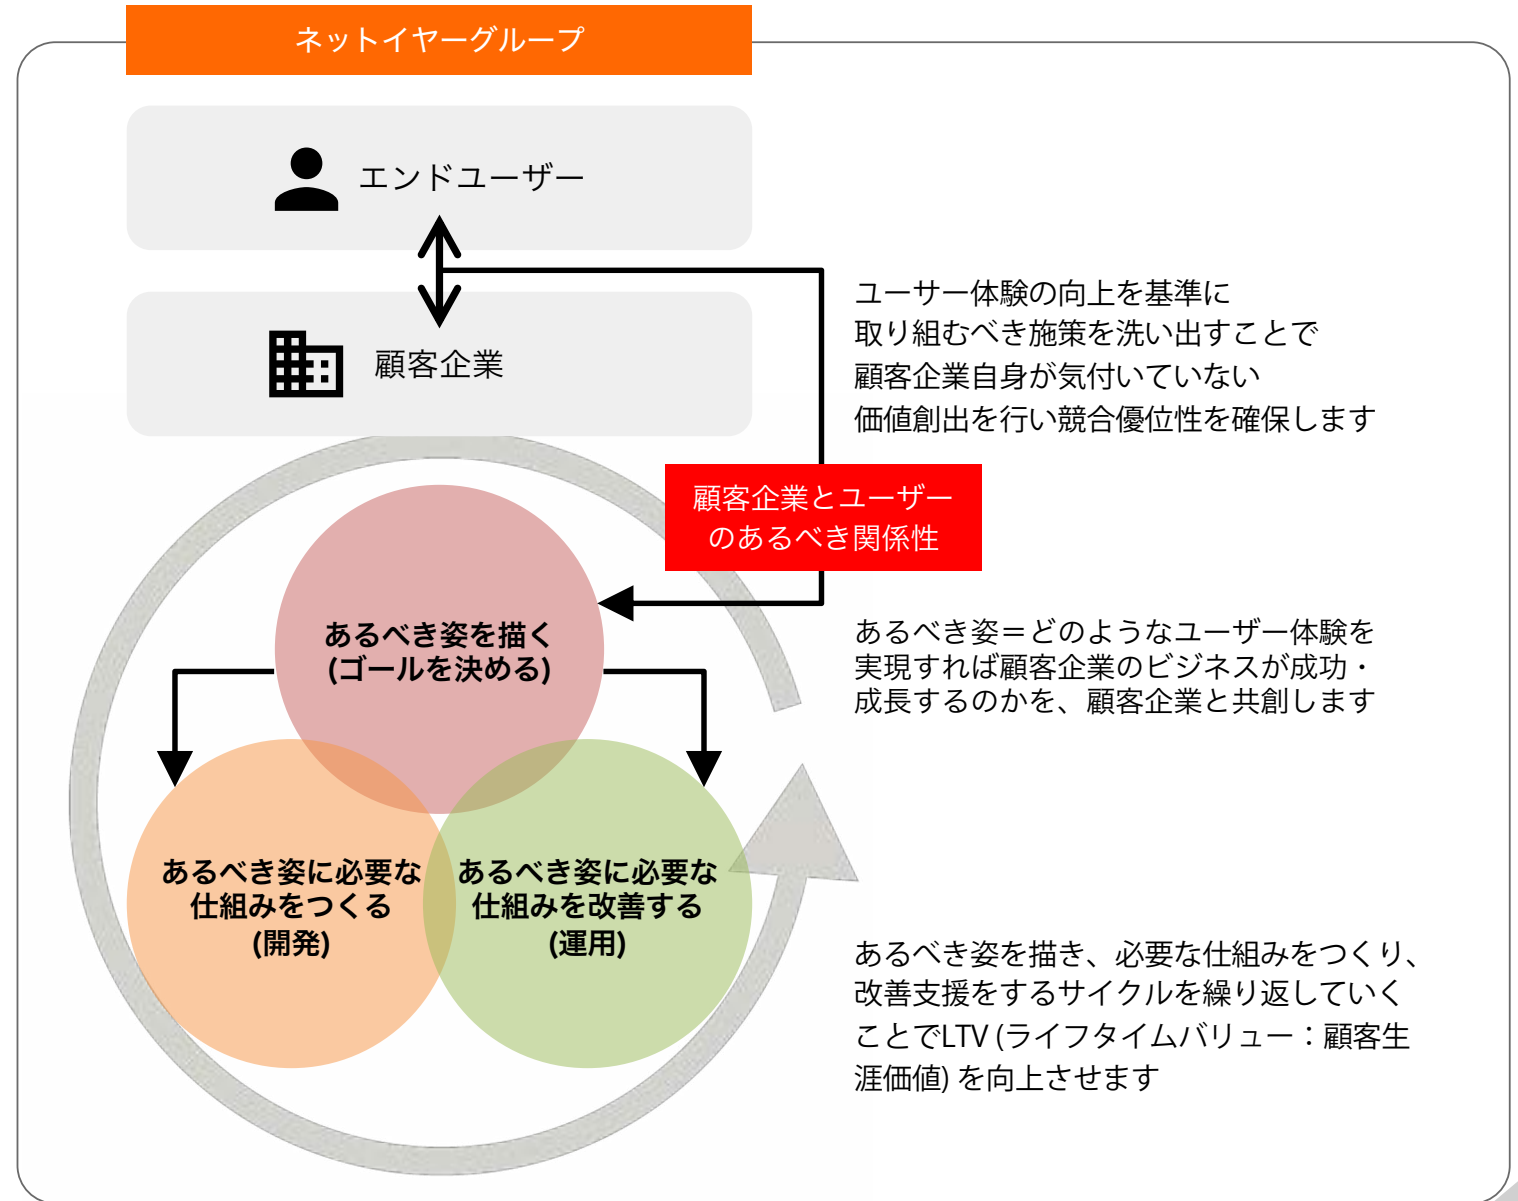 ネットイヤーグループ
エンドユーザー
顧客企業
ユーサー体験の向上を基準に
取り組むべき施策を洗い出すことで
顧客企業自身が気付いていない
価値創出を行い競合優位性を確保します
顧客企業とユーザー
のあるべき関係性
あるべき姿を描く
(ゴールを決める)
あるべき姿＝どのようなユーザー体験を
実現すれば顧客企業のビジネスが成功・
成長するのかを、顧客企業と共創します
あるべき姿に必要な
仕組みをつくる
(開発)
あるべき姿に必要な
仕組みを改善する
(運用)
あるべき姿を描き、必要な仕組みをつくり、
改善支援をするサイクルを繰り返していく
ことでLTV (ライフタイムバリュー：顧客生
涯価値) を向上させます